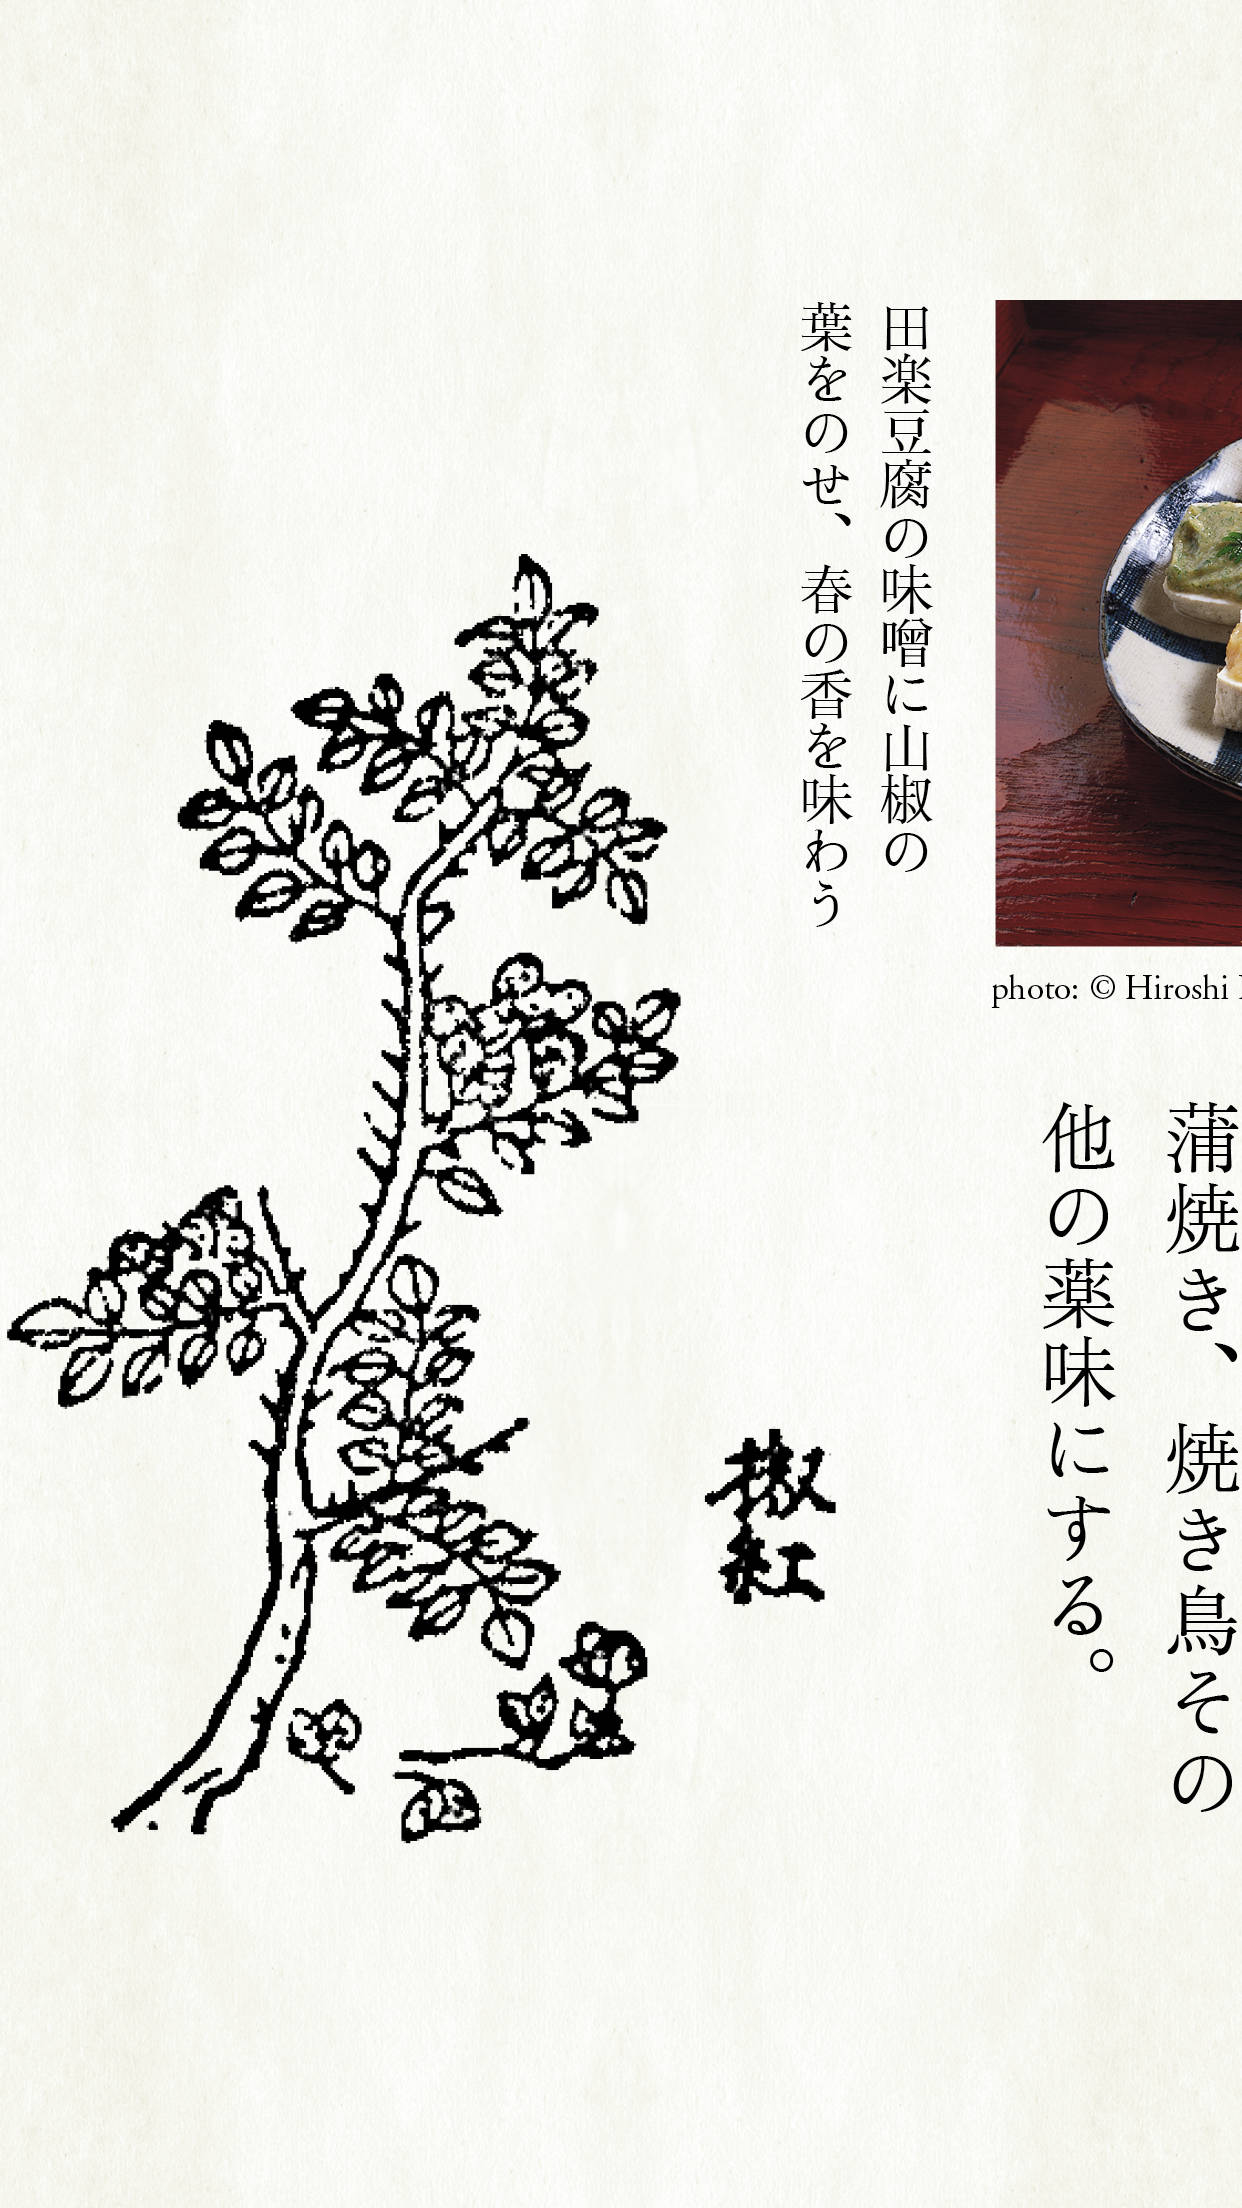 田楽豆腐の味噌に山椒の
葉をのせ、春の香を味わう
photo: © Hiroshi
蒲焼き、焼き鳥その
他の薬味にする。
椒紅